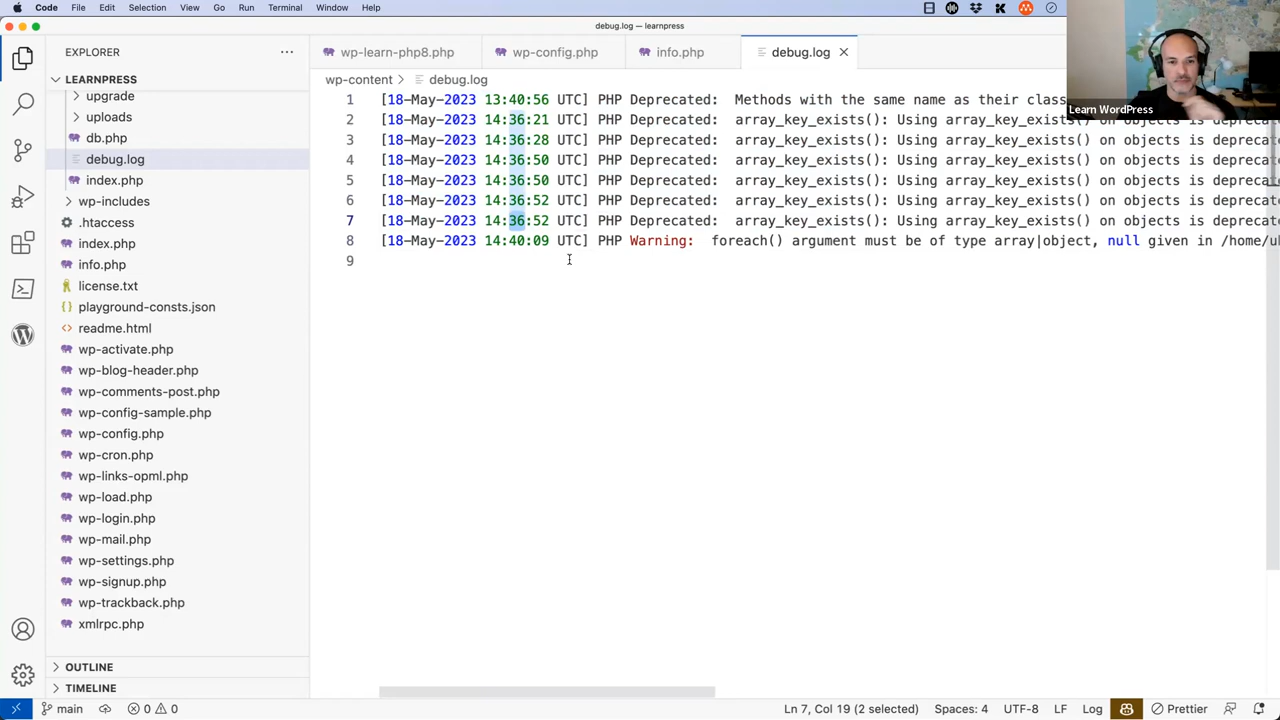 Code File Edit Selection View Go Run Terminal Window Help
debug.log — learnpress
EXPLORER
wp-learn-php8.php wp-config.php info.php debug.log
LEARNPRESS
wp-content debug.log
upgrade
uploads
db.php
debug.log
index.php
wp-includes
.htaccess
index.php
info.php
license.txt
playground-consts.json
readme.html
wp-activate.php
wp-blog-header.php
wp-comments-post.php
wp-config-sample.php
wp-config.php
wp-cron.php
wp-links-opml.php
wp-load.php
wp-login.php
wp-mail.php
wp-settings.php
wp-signup.php
wp-trackback.php
xmlrpc.php
OUTLINE
TIMELINE
1 [18-May-2023 13:40:56 UTC] PHP Deprecated: Methods with the same name as their clas
2 [18-May-2023 14:36:21 UTC] PHP Deprecated: array_key_exists(): Using array_key_exists() on objects is depreca
3 [18-May-2023 14:36:28 UTC] PHP Deprecated: array_key_exists(): Using array_key_exists() on objects is depreca
4 [18-May-2023 14:36:50 UTC] PHP Deprecated: array_key_exists(): Using array_key_exists() on objects is depreca
5 [18-May-2023 14:36:50 UTC] PHP Deprecated: array_key_exists(): Using array_key_exists() on objects is depreca
6 [18-May-2023 14:36:52 UTC] PHP Deprecated: array_key_exists(): Using array_key_exists() on objects is depreca
7 [18-May-2023 14:36:52 UTC] PHP Deprecated: array_key_exists(): Using array_key_exists() on objects is depreca
8 [18-May-2023 14:40:09 UTC] PHP Warning: foreach() argument must be of type array|object, null given in /home/u
9
Learn WordPress
main 0 0 Ln 7, Col 19 (2 selected) Spaces: 4 UTF-8 LF Log Prettier